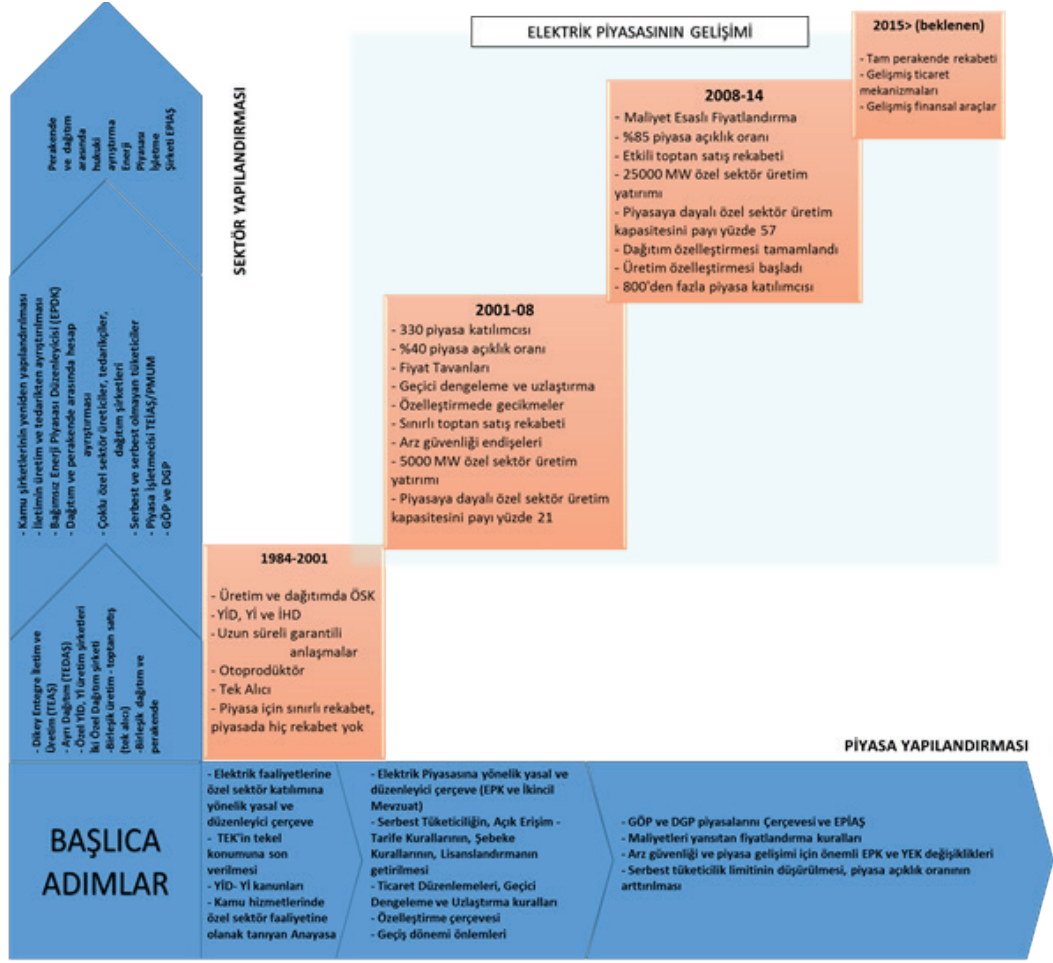 ELEKTRİK PİYASASININ GELİŞİMİ
2015> (beklenen)
- Tam perakende rekabeti
- Gelişmiş ticaret
mekanizmaları
- Gelişmiş finansal araçlar
2008-14
- Maliyet Esaslı Fiyatlandırma
- %85 piyasa açıklık oranı
- Etkili toptan satış rekabeti
- 25000 MW özel sektör üretim
yatırımı
- Piyasaya dayalı özel sektör üretim
kapasitesini payı yüzde 57
- Dağıtım özelleştirmesi tamamlandı
- Üretim özelleştirmesi başladı
- 800'den fazla piyasa katılımcısı
2001-08
- 330 piyasa katılımcısı
- %40 piyasa açıklık oranı
- Fiyat Tavanları
- Geçici dengeleme ve uzlaştırma
- Özelleştirmede gecikmeler
- Sınırlı toptan satış rekabeti
- Arz güvenliği endişeleri
- 5000 MW özel sektör üretim
yatırımı
- Piyasaya dayalı özel sektör üretim
kapasitesini payı yüzde 21
1984-2001
- Üretim ve dağıtımda ÖSK
- YİD, Yİ ve İHD
- Uzun süreli garantili
anlaşmalar
- Otoprodüktör
- Tek Alıcı
- Piyasa için sınırlı rekabet,
piyasada hiç rekabet yok
SEKTÖR YAPILANDIRMASI
Perakende
ve dağıtım
arasında
hukuki
ayrıştırma
Enerji
Piyasası
İşletme
Şirketi EPIAŞ
- Kamu şirketlerinin yeniden yapılandırılması
- İletimin üretim ve tedarikten ayrıştırılması
- Bağımsız Enerji Piyasası Düzenleyicisi (EPDK)
- Dağıtım ve perakende arasında hesap
ayrıştırması
- Çoklu özel sektör üreticiler, tedarikçiler,
dağıtım şirketleri
- Serbest ve serbest olmayan tüketiciler
- Piyasa İşletmecisi TEİAŞ/PMUM
- GÖP ve DGP
- Dikey Entegre İletim ve
Üretim (TEAŞ)
- Ayrı Dağıtım (TEDAŞ)
- Özel YİD, Yİ üretim şirketleri
İki Özel Dağıtım şirketi
-Birleşik üretim - toptan satış
(tek alıcı)
-Birleşik dağıtım ve
perakende
PİYASA YAPILANDIRMASI
BAŞLICA
ADIMLAR
- Elektrik faaliyetlerine
özel sektör katılımına
yönelik yasal ve
düzenleyici çerçeve
- TEK'in tekel
konumuna son
verilmesi
- YİD- Yİ kanunları
- Kamu hizmetlerinde
özel sektör faaliyetine
olanak tanıyan Anayasa
- Elektrik Piyasasına yönelik yasal ve
düzenleyici çerçeve (EPK ve İkincil
Mevzuat)
- Serbest Tüketiciliğin, Açık Erişim -
Tarife Kurallarının, Şebeke
Kurallarının, Lisanslandırmanın
getirilmesi
- Ticaret Düzenlemeleri, Geçici
Dengeleme ve Uzlaştırma kuralları
- Özelleştirme çerçevesi
- Geçiş dönemi önlemleri
- GÖP ve DGP piyasalarını Çerçevesi ve EPİAŞ
- Maliyetleri yansıtan fiyatlandırma kuralları
- Arz güvenliği ve piyasa gelişimi için önemli EPK ve YEK değişiklikleri
- Serbest tüketicilik limitinin düşürülmesi, piyasa açıklık oranının
arttırılması